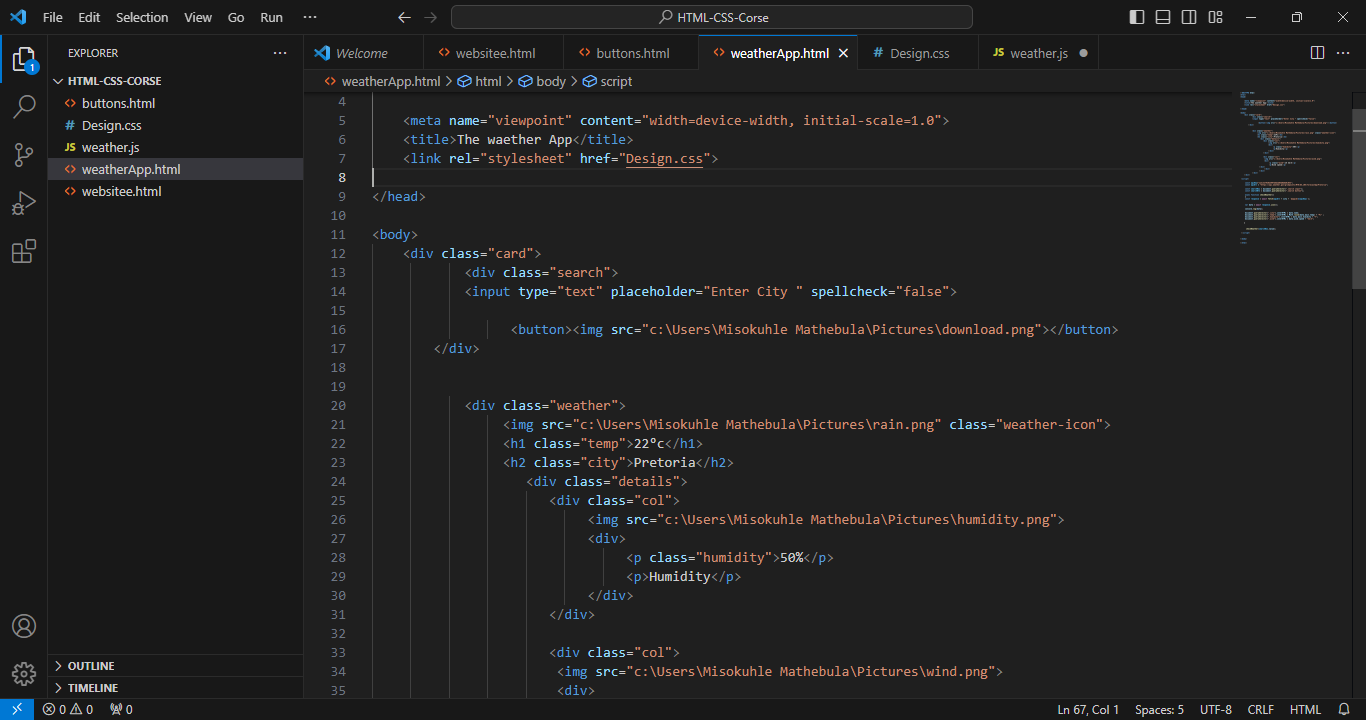 File Edit Selection View Go Run ··· HTML-CSS-Corse
EXPLORER ···
1
HTML-CSS-CORSE
buttons.html
Design.css
JS weather.js
weatherApp.html
websitee.html
OUTLINE
TIMELINE
Welcome websitee.html buttons.html weatherApp.html Design.css JS weather.js
weatherApp.html > html > body > script
4
5 <meta name="viewpoint" content="width=device-width, initial-scale=1.0">
6 <title>The waether App</title>
7 <link rel="stylesheet" href="Design.css">
8
9 </head>
10
11 <body>
12 <div class="card">
13 <div class="search">
14 <input type="text" placeholder="Enter City " spellcheck="false">
15
16 <button><img src="c:\Users\Misokuhle Mathebula\Pictures\download.png"></button>
17 </div>
18
19
20 <div class="weather">
21 <img src="c:\Users\Misokuhle Mathebula\Pictures\rain.png" class="weather-icon">
22 <h1 class="temp">22°c</h1>
23 <h2 class="city">Pretoria</h2>
24 <div class="details">
25 <div class="col">
26 <img src="c:\Users\Misokuhle Mathebula\Pictures\humidity.png">
27 <div>
28 <p class="humidity">50%</p>
29 <p>Humidity</p>
30 </div>
31 </div>
32
33 <div class="col">
34 <img src="c:\Users\Misokuhle Mathebula\Pictures\wind.png">
35 <div>
0 0 0 Ln 67, Col 1 Spaces: 5 UTF-8 CRLF HTML